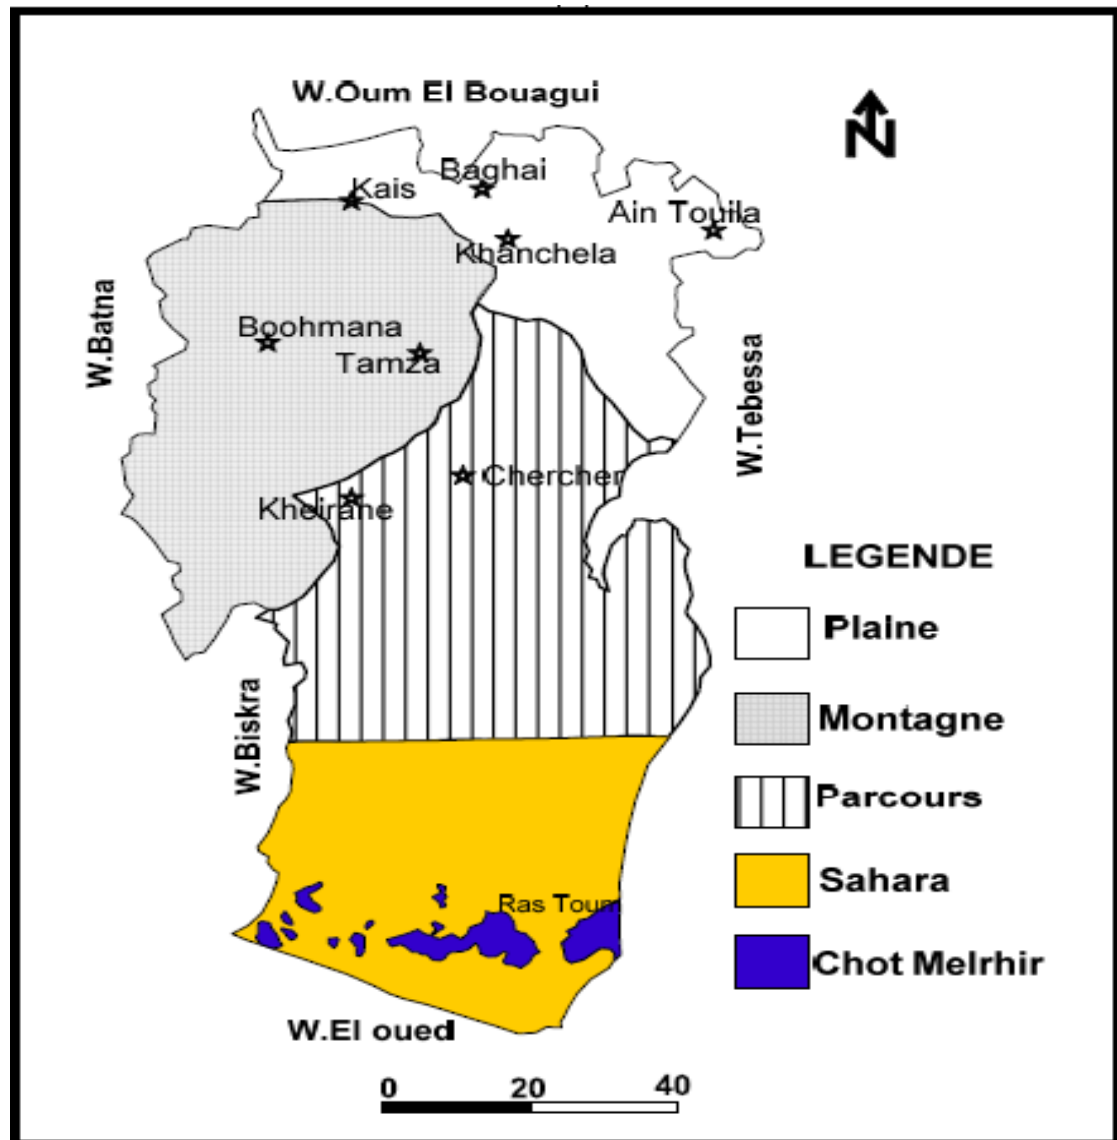 W.Oum El Bouagui
N
Baghai
Kais
Ain Touila
Khanchela
W.Batna
Boohmana
Tamza
W.Tebessa
Chercher
Kheirane
LEGENDE
Plaine
Montagne
W.Biskra
Parcours
Sahara
Ras Toum
Chot Melrhir
W.El oued
0 20 40